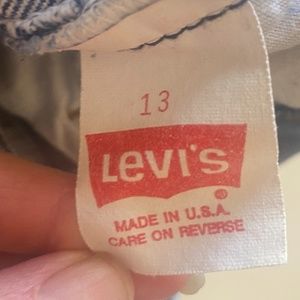 13
Levi's
MADE IN U.S.A.
CARE ON REVERSE